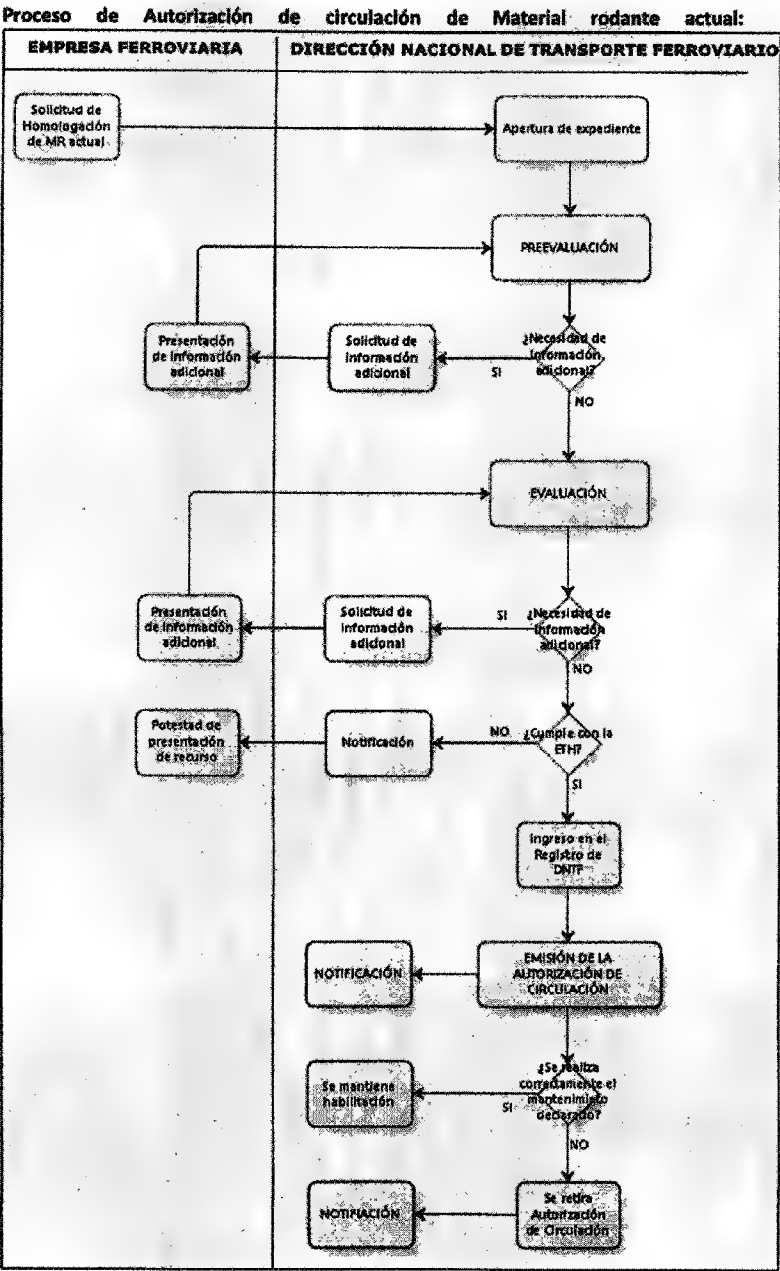 Proceso de Autorización de circulación de Material rodante actual:
EMPRESA FERROVIARIA
DIRECCIÓN NACIONAL DE TRANSPORTE FERROVIARIO
Solicitud de
Homologación
de MR actual
Apertura de expediente
PREEVALUACIÓN
Presentación
de información
adicional
Solicitud de
información
adicional
SI
¿Necesidad de
información
adicional?
NO
EVALUACIÓN
Presentación
de información
adicional
Solicitud de
información
adicional
SI
¿Necesidad de
información
adicional?
NO
Potestad de
presentación
de recurso
Notificación
NO
¿Cumple con la
ETH?
SI
Ingreso en el
Registro de
DNTF
NOTIFICACIÓN
EMISIÓN DE LA
AUTORIZACIÓN DE
CIRCULACIÓN
Se mantiene
habilitación
SI
¿Se realiza
correctamente el
mantenimiento
declarado?
NO
NOTIFIACIÓN
Se retira
Autorización
de Circulación